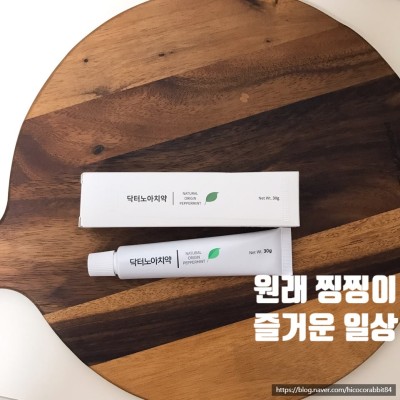 닥터노아치약
NATURAL
ORIGIN
PEPPERMINT
Net Wt. 30g
닥터노아치약
NATURAL
ORIGIN
PEPPERMINT
Net Wt. 30g
원래 찡찡이
즐거운 일상
https://blog.naver.com/hicocorabbit84